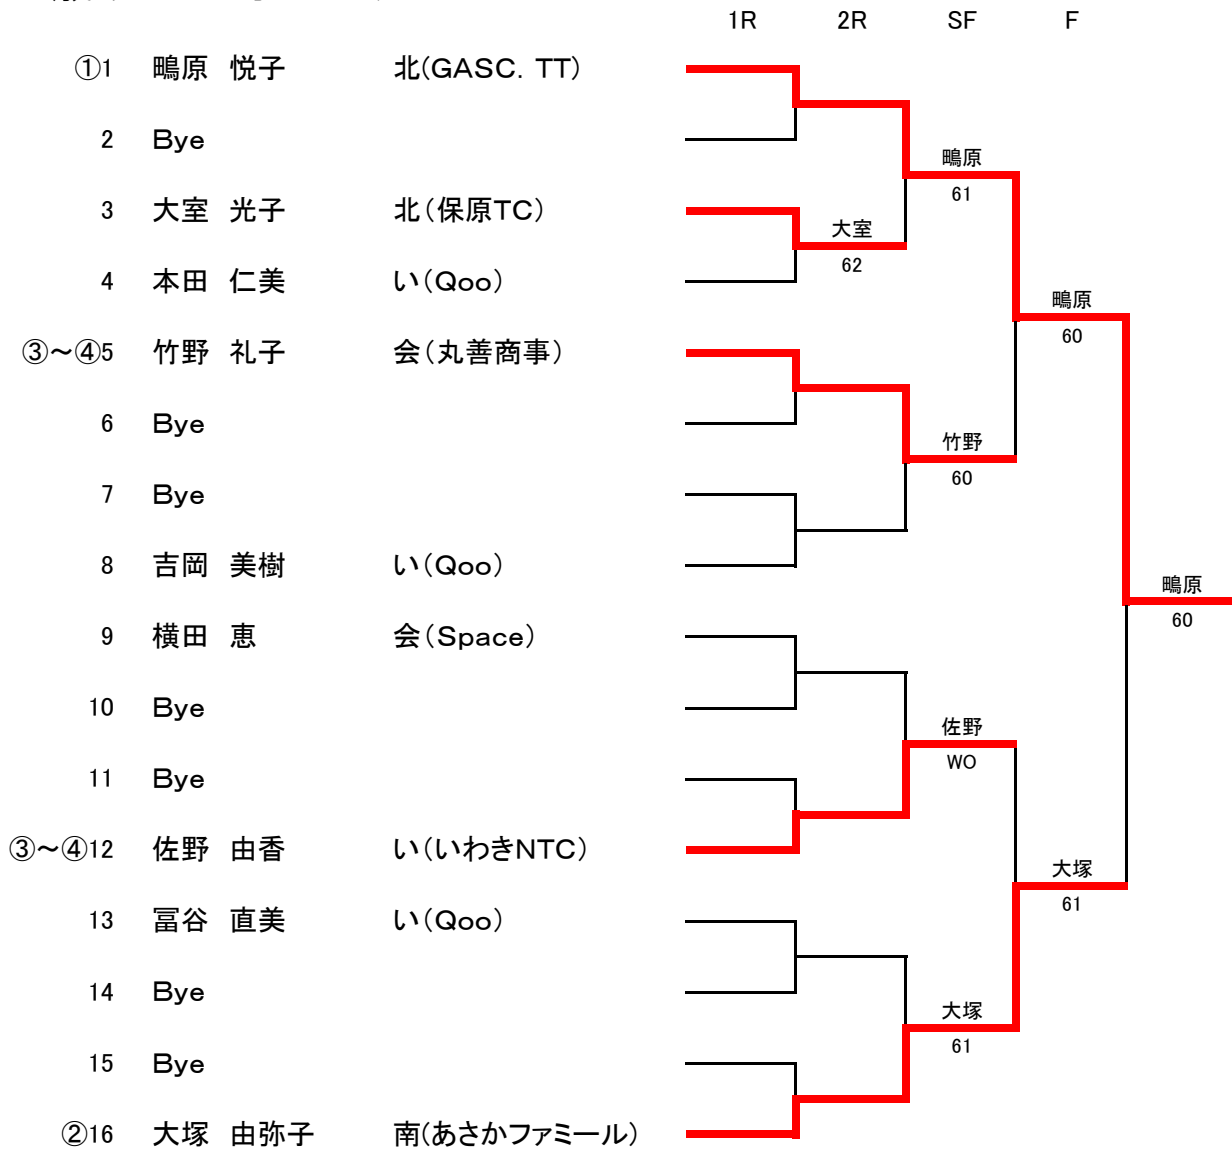 1R 2R SF F
①1 鴫原 悦子 北(GASC. TT)
2 Bye
鴫原
61
3 大室 光子 北(保原TC)
大室
62
4 本田 仁美 い(Qoo)
鴫原
60
③～④5 竹野 礼子 会(丸善商事)
6 Bye
竹野
60
7 Bye
8 吉岡 美樹 い(Qoo)
鴫原
60
9 横田 恵 会(Space)
10 Bye
佐野
WO
11 Bye
③～④12 佐野 由香 い(いわきNTC)
大塚
61
13 冨谷 直美 い(Qoo)
14 Bye
大塚
61
15 Bye
②16 大塚 由弥子 南(あさかファミール)